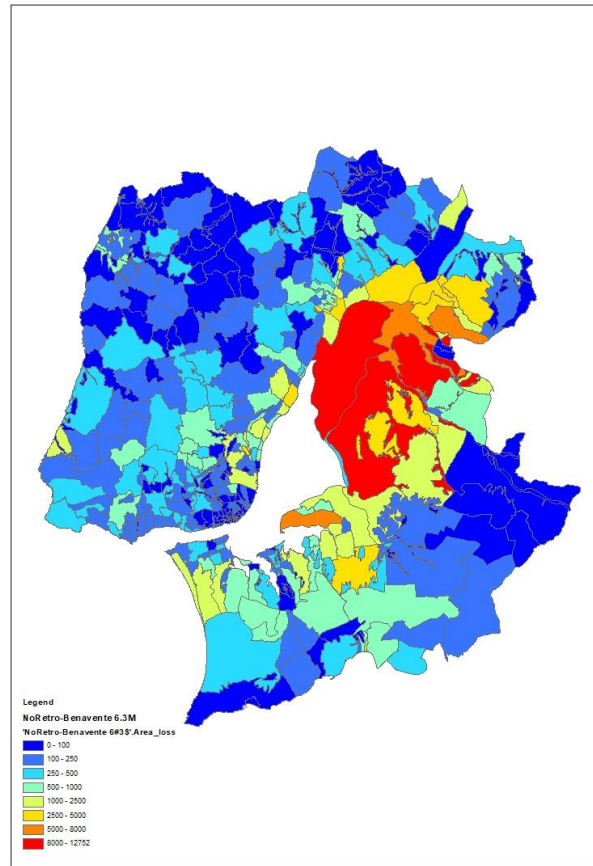 Legend
NoRetro-Benavente 6.3M
'NoRetro-Benavente 6#3$'.Area_loss
0 - 100
100 - 250
250 - 500
500 - 1000
1000 - 2500
2500 - 5000
5000 - 8000
8000 - 12752